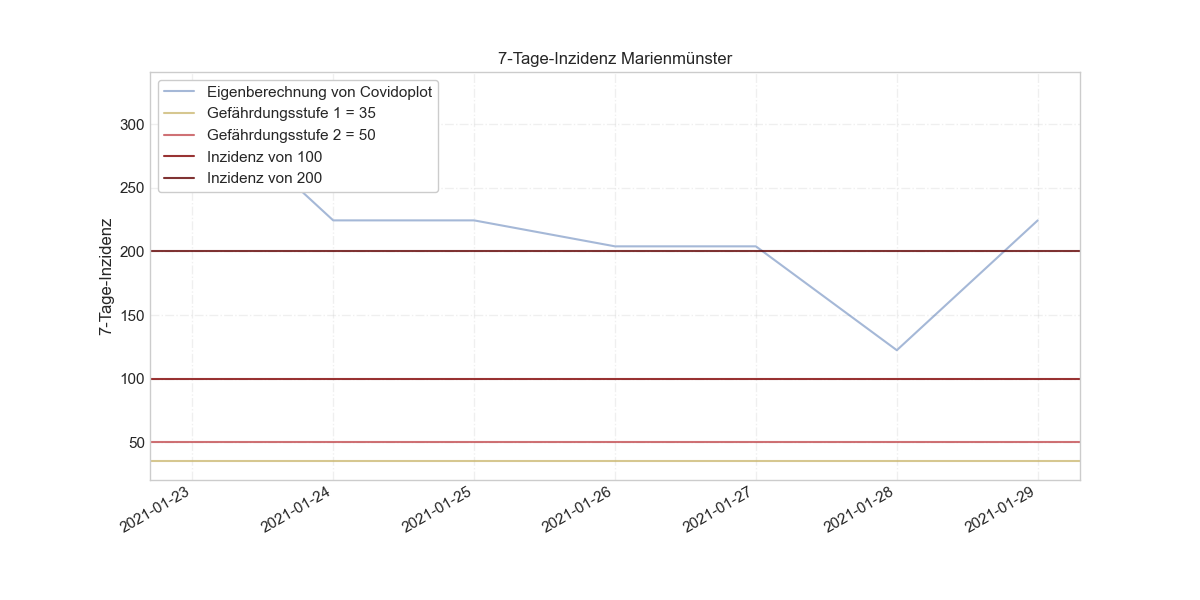 7-Tage-Inzidenz Marienmünster
Eigenberechnung von Covidoplot
Gefährdungsstufe 1 = 35
Gefährdungsstufe 2 = 50
Inzidenz von 100
Inzidenz von 200
7-Tage-Inzidenz
300
250
200
150
100
50
2021-01-23
2021-01-24
2021-01-25
2021-01-26
2021-01-27
2021-01-28
2021-01-29